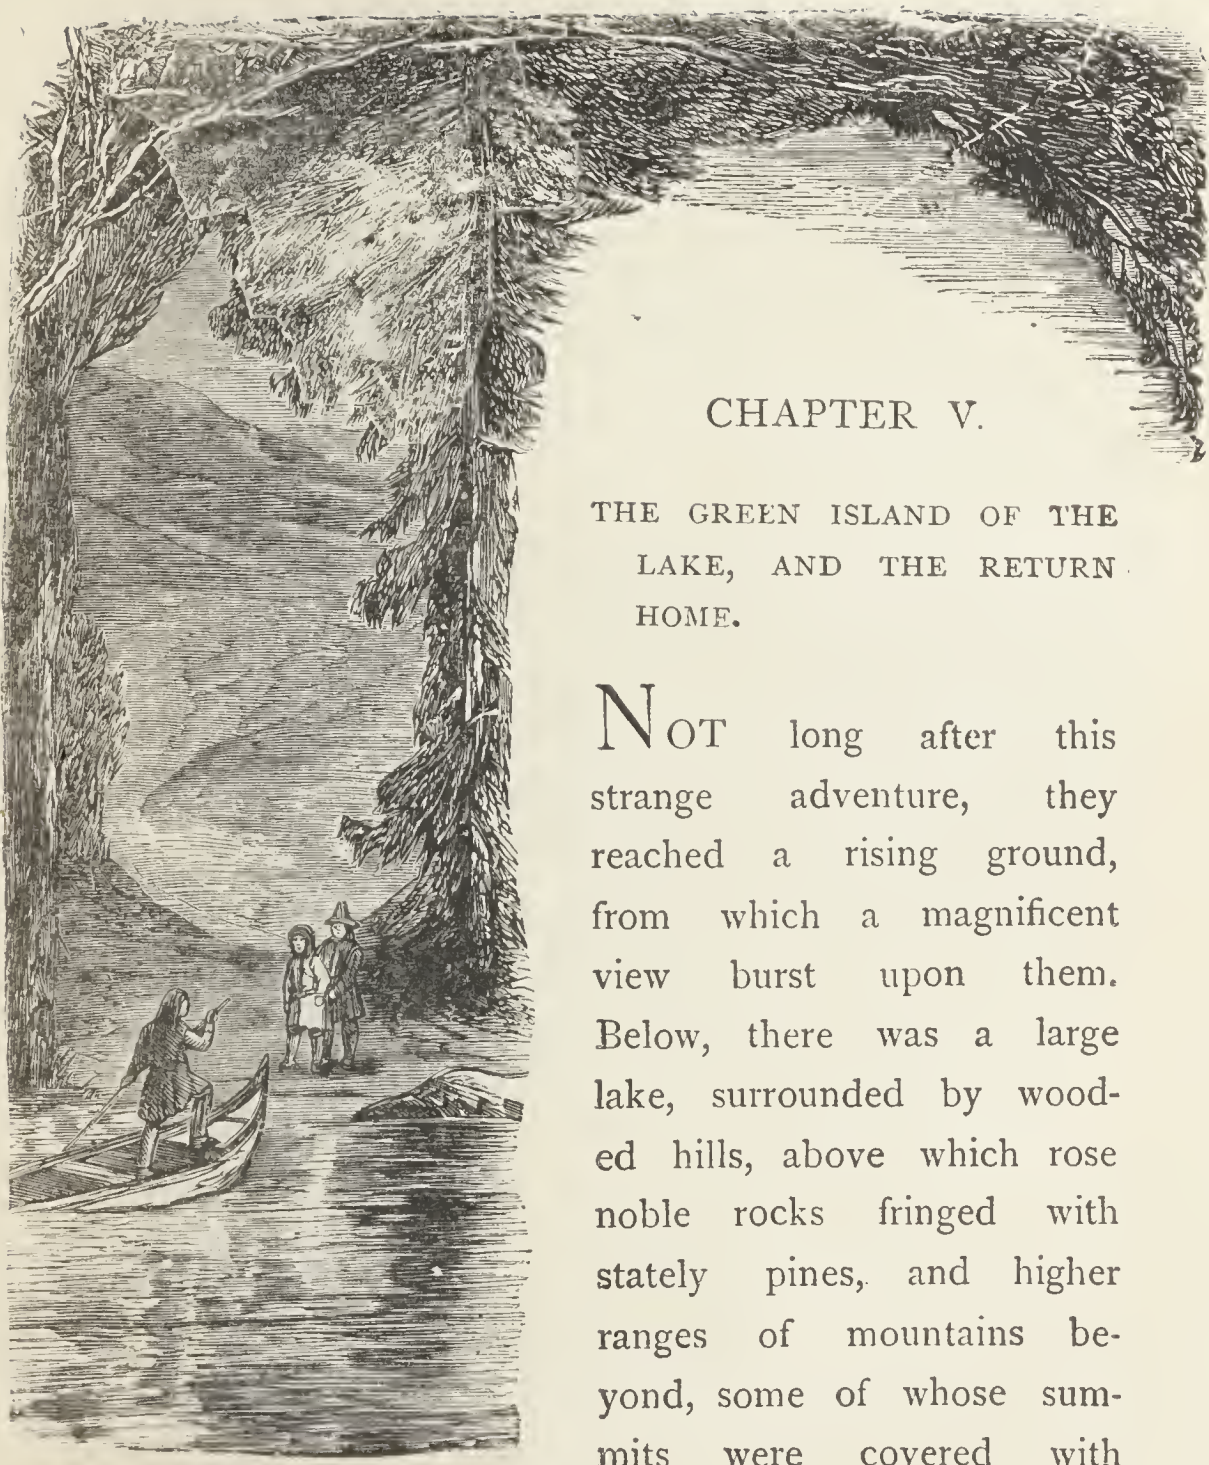 CHAPTER V.
THE GREEN ISLAND OF THE
LAKE, AND THE RETURN
HOME.
NOT long after this
strange adventure, they
reached a rising ground,
from which a magnificent
view burst upon them.
Below, there was a large
lake, surrounded by wood-
ed hills, above which rose
noble rocks fringed with
stately pines, and higher
ranges of mountains be-
yond, some of whose sum-
mits were covered with